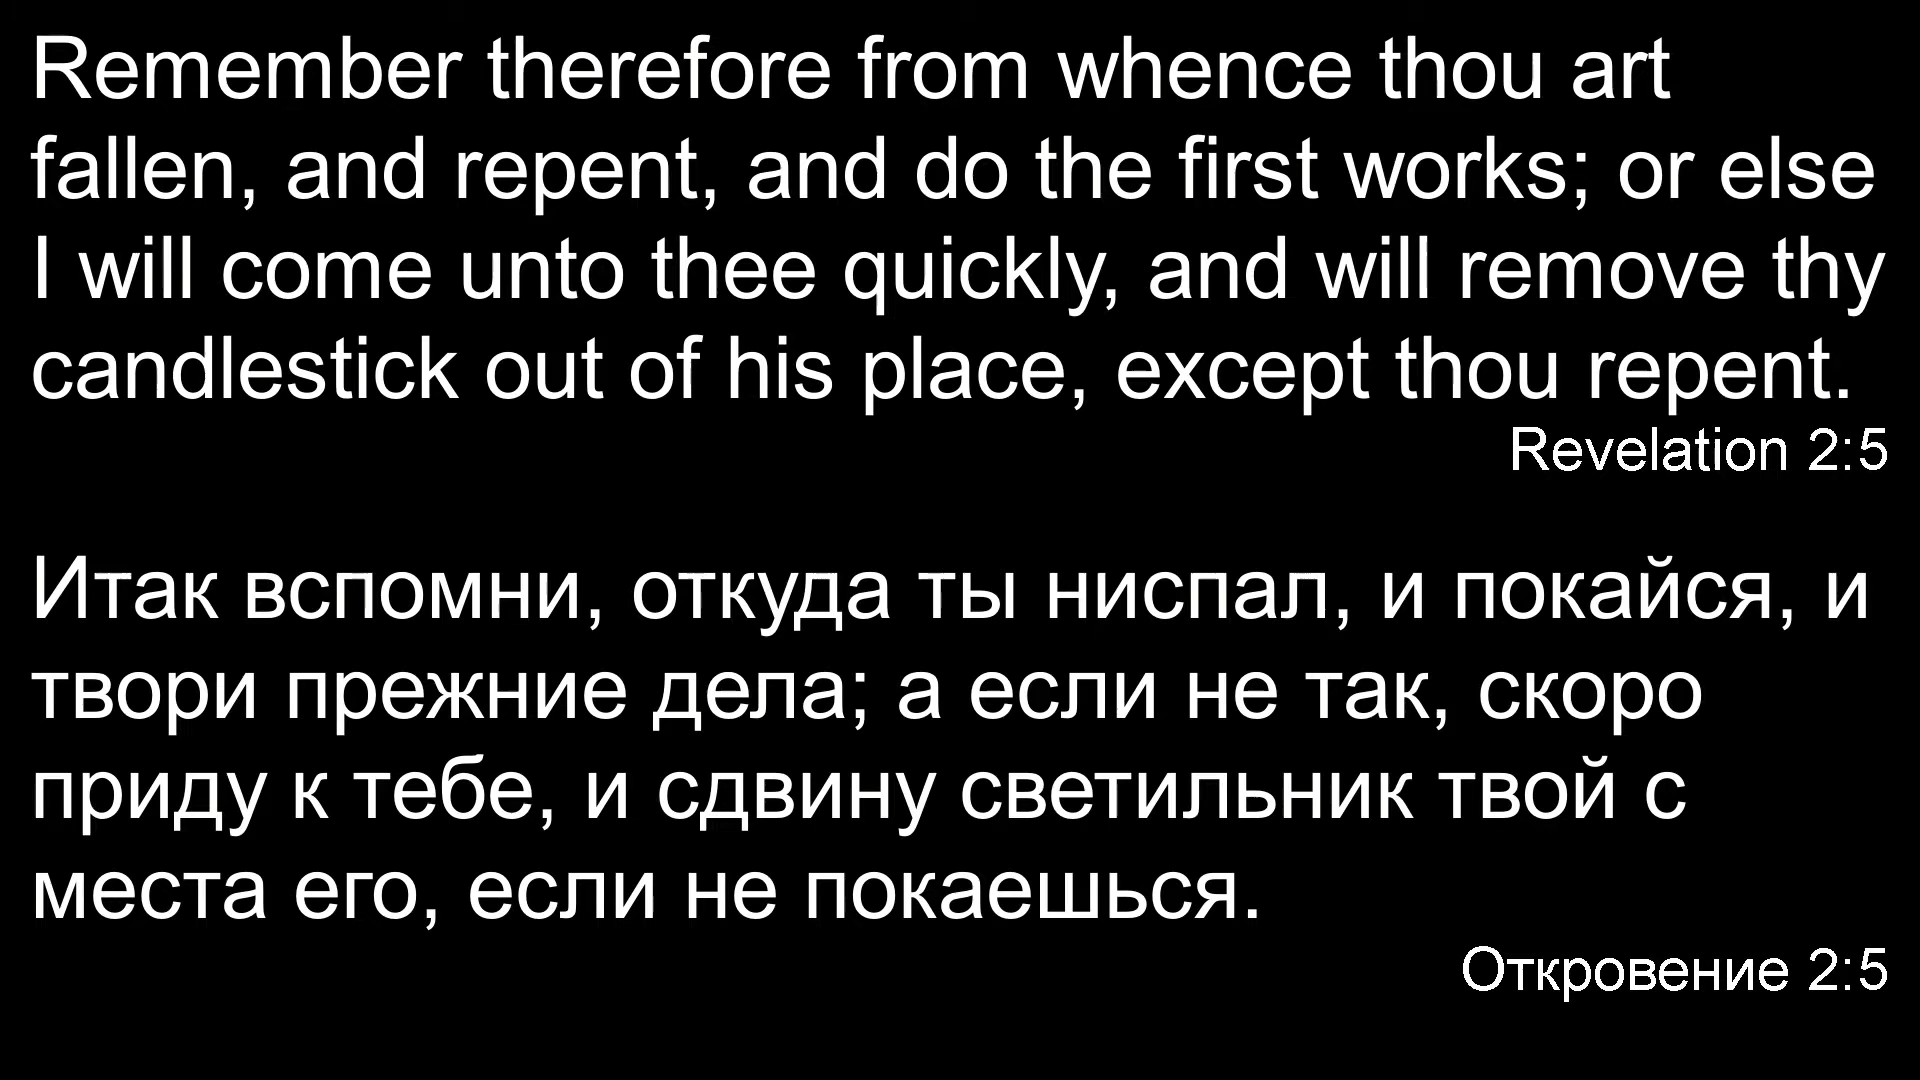 Remember therefore from whence thou art
fallen, and repent, and do the first works; or else
I will come unto thee quickly, and will remove thy
candlestick out of his place, except thou repent.
Revelation 2:5
Итак вспомни, откуда ты ниспал, и покайся, и
твори прежние дела; а если не так, скоро
приду к тебе, и сдвину светильник твой с
места его, если не покаешься.
Откровение 2:5